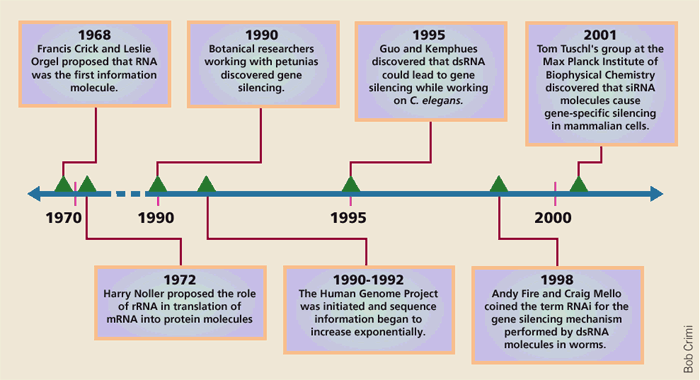 1968
Francis Crick and Leslie
Orgel proposed that RNA
was the first information
molecule.
1990
Botanical researchers
working with petunias
discovered gene
silencing.
1995
Guo and Kemphues
discovered that dsRNA
could lead to gene
silencing while working
on C. elegans.
2001
Tom Tuschl's group at the
Max Planck Institute of
Biophysical Chemistry
discovered that siRNA
molecules cause
gene-specific silencing
in mammalian cells.
1970
1990
1995
2000
1972
Harry Noller proposed the role
of rRNA in translation of
mRNA into protein molecules
1990-1992
The Human Genome Project
was initiated and sequence
information began to
increase exponentially.
1998
Andy Fire and Craig Mello
coined the term RNAi for the
gene silencing mechanism
performed by dsRNA
molecules in worms.
Bob Crimi